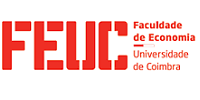 FEUC
Faculdade
de Economia
Universidade
de Coimbra